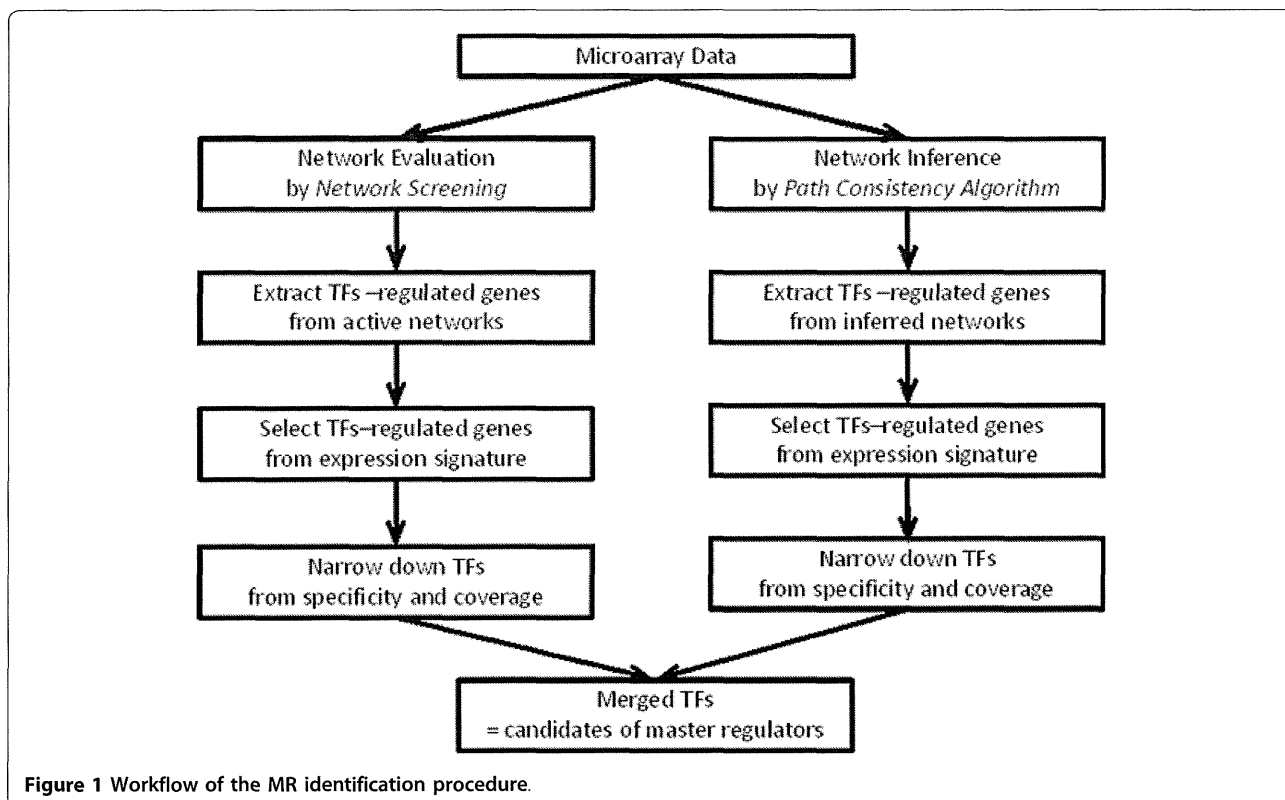 Microarray Data
Network Evaluation
by Network Screening
Network Inference
by Path Consistency Algorithm
Extract TFs–regulated genes
from active networks
Extract TFs–regulated genes
from inferred networks
Select TFs–regulated genes
from expression signature
Select TFs–regulated genes
from expression signature
Narrow down TFs
from specificity and coverage
Narrow down TFs
from specificity and coverage
Merged TFs
= candidates of master regulators
Figure 1 Workflow of the MR identification procedure.